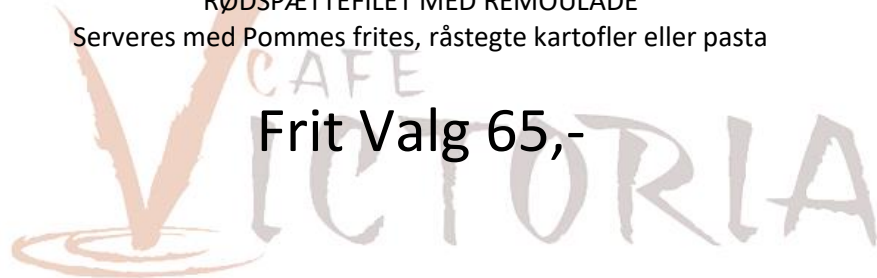 RØDSPÆTTEFILET MED REMOULADE
Serveres med Pommes frites, råstegte kartofler eller pasta
CAFE
VICTORIA
Frit Valg 65,-